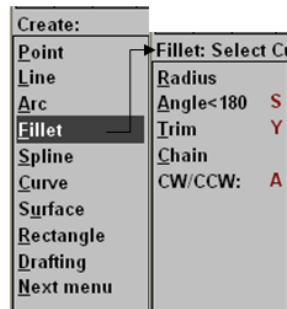 Create:
Point
Line
Arc
Fillet
Spline
Curve
Surface
Rectangle
Drafting
Next menu
Fillet: Select Cu
Radius
Angle<180 S
Trim Y
Chain
CW/CCW: A